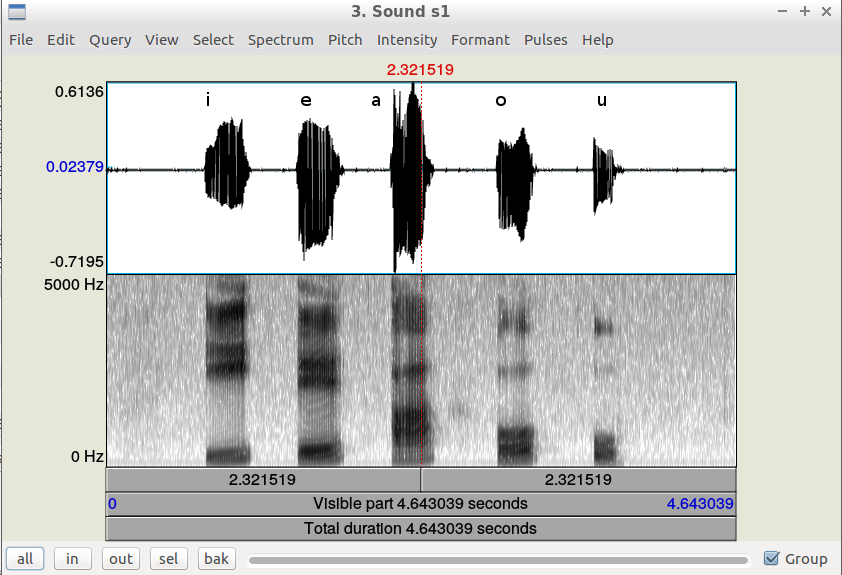 3. Sound s1
File Edit Query View Select Spectrum Pitch Intensity Formant Pulses Help
2.321519
0.6136
i e a o u
0.02379
-0.7195
5000 Hz
0 Hz
2.321519 2.321519
0 Visible part 4.643039 seconds 4.643039
Total duration 4.643039 seconds
all in out sel bak Group